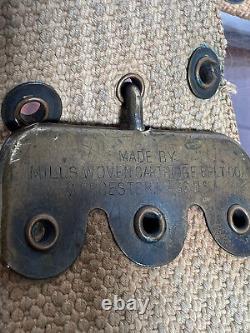 MADE BY
MILLS WOVEN CARTRIDGE BELT CO.
WORCESTER, MASS. U.S.A.